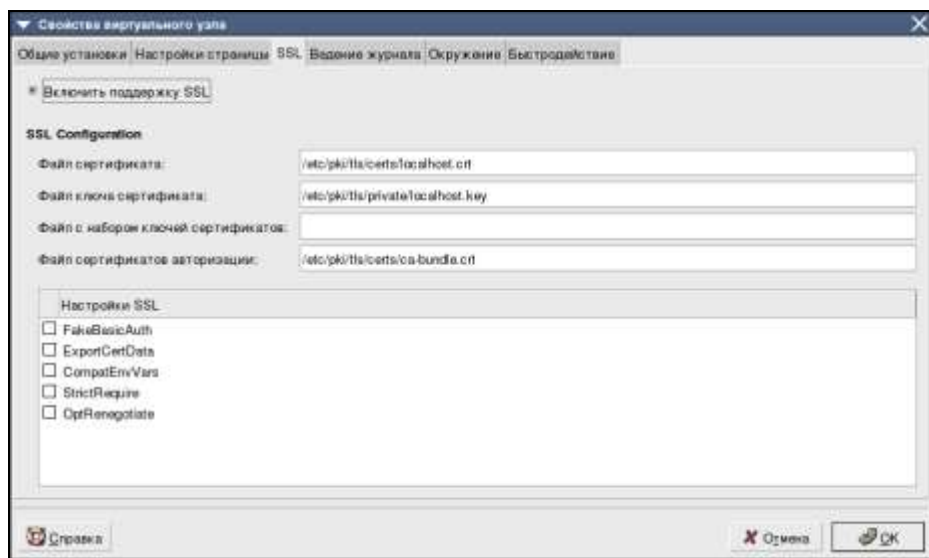 Свойства виртуального узла
Общие установки Настройки страницы SSL Ведение журнала Окружение Быстродействие
Включить поддержку SSL
SSL Configuration
Файл сертификата: /etc/pki/tls/certs/localhost.crt
Файл ключа сертификата: /etc/pki/tls/private/localhost.key
Файл с набором ключей сертификатов:
Файл сертификатов авторизации: /etc/pki/tls/certs/ca-bundle.crt
Настройки SSL
FakeBasicAuth
ExportCertData
CompatEnvVars
StrictRequire
OptRenegotiate
Справка Отмена OK